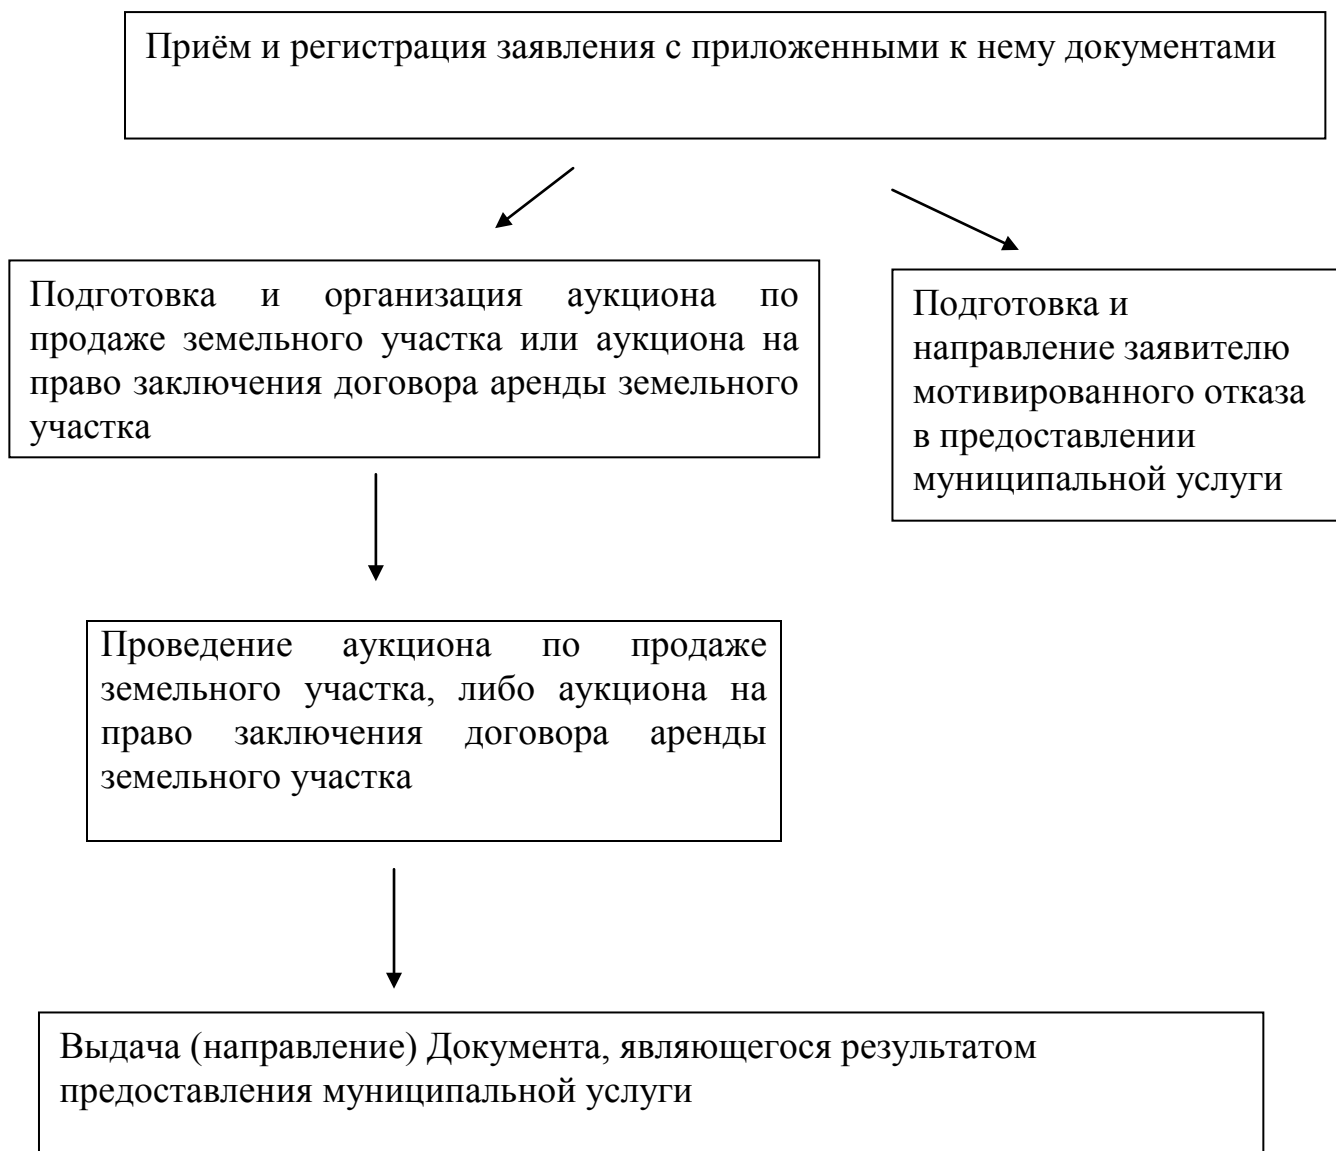 Приём и регистрация заявления с приложенными к нему документами
Подготовка и организация аукциона по
продаже земельного участка или аукциона на
право заключения договора аренды земельного
участка
Подготовка и
направление заявителю
мотивированного отказа
в предоставлении
муниципальной услуги
Проведение аукциона по продаже
земельного участка, либо аукциона на
право заключения договора аренды
земельного участка
Выдача (направление) Документа, являющегося результатом
предоставления муниципальной услуги